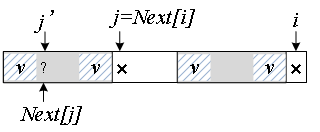 j’ j=Next[i] i
v ? v × v v ×
Next[j]